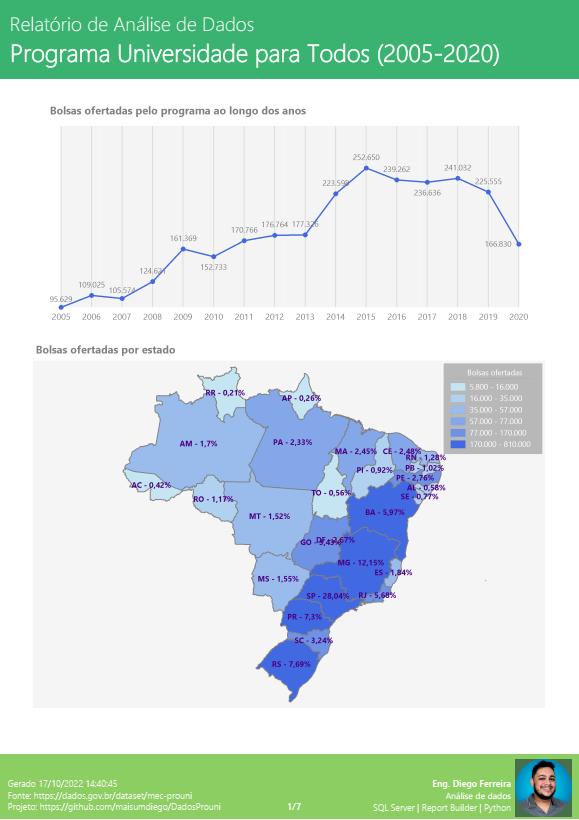 Relatório de Análise de Dados
Programa Universidade para Todos (2005-2020)
Bolsas ofertadas pelo programa ao longo dos anos
252,650
239,262
241,032
236,636
225,555
223,598
176,764
177,326
170,766
166,830
161,369
152,733
124,621
109,025
105,574
95,629
2005 2006 2007 2008 2009 2010 2011 2012 2013 2014 2015 2016 2017 2018 2019 2020
Bolsas ofertadas por estado
Bolsas ofertadas
5.800 - 16.000
16.000 - 35.000
35.000 - 57.000
57.000 - 77.000
77.000 - 170.000
170.000 - 810.000
RR - 0,21%
AP - 0,26%
AM - 1,7%
PA - 2,33%
MA - 2,45%
CE - 2,48%
RN - 1,28%
PI - 0,92%
PB - 1,02%
PE - 2,76%
AC - 0,42%
TO - 0,56%
AL - 0,58%
SE - 0,77%
RO - 1,17%
BA - 5,97%
MT - 1,52%
GO -
MG - 12,15%
ES - 1,84%
MS - 1,55%
SP - 28,04%
RJ - 5,68%
PR - 7,3%
SC - 3,24%
RS - 7,69%
Gerado 17/10/2022 14:40:45
Fonte: https://dados.gov.br/dataset/mec-prouni
Projeto: https://github.com/maisumdiego/DadosProuni
1/7
Eng. Diego Ferreira
Análise de dados
SQL Server | Report Builder | Python